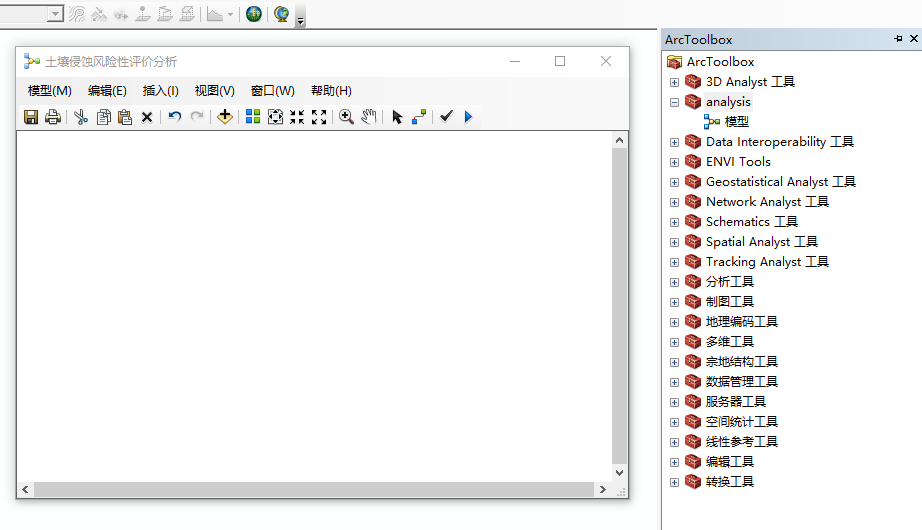 土壤侵蚀风险性评价分析
模型(M) 编辑(E) 插入(I) 视图(V) 窗口(W) 帮助(H)
ArcToolbox
ArcToolbox
3D Analyst 工具
analysis
模型
Data Interoperability 工具
ENVI Tools
Geostatistical Analyst 工具
Network Analyst 工具
Schematics 工具
Spatial Analyst 工具
Tracking Analyst 工具
分析工具
制图工具
地理编码工具
多维工具
宗地结构工具
数据管理工具
服务器工具
空间统计工具
线性参考工具
编辑工具
转换工具